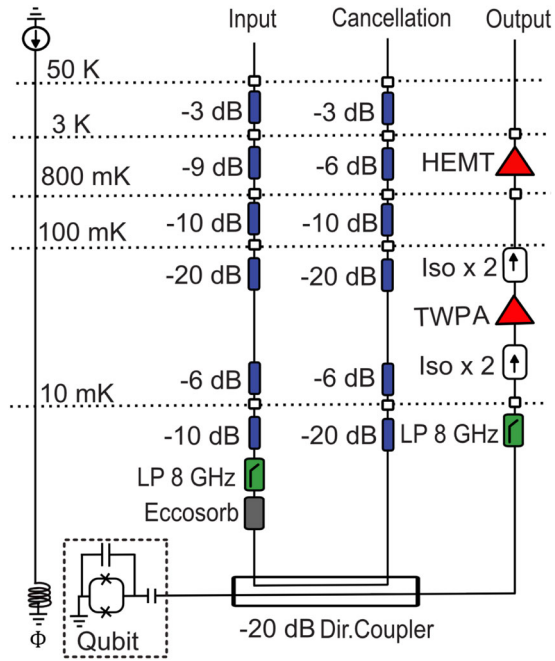 Input Cancellation Output
50 K
-3 dB -3 dB
3 K
-9 dB -6 dB HEMT
800 mK
-10 dB -10 dB
100 mK
-20 dB -20 dB Iso x 2
TWPA
-6 dB -6 dB Iso x 2
10 mK
-10 dB -20 dB LP 8 GHz
LP 8 GHz
Eccosorb
Φ Qubit -20 dB Dir.Coupler